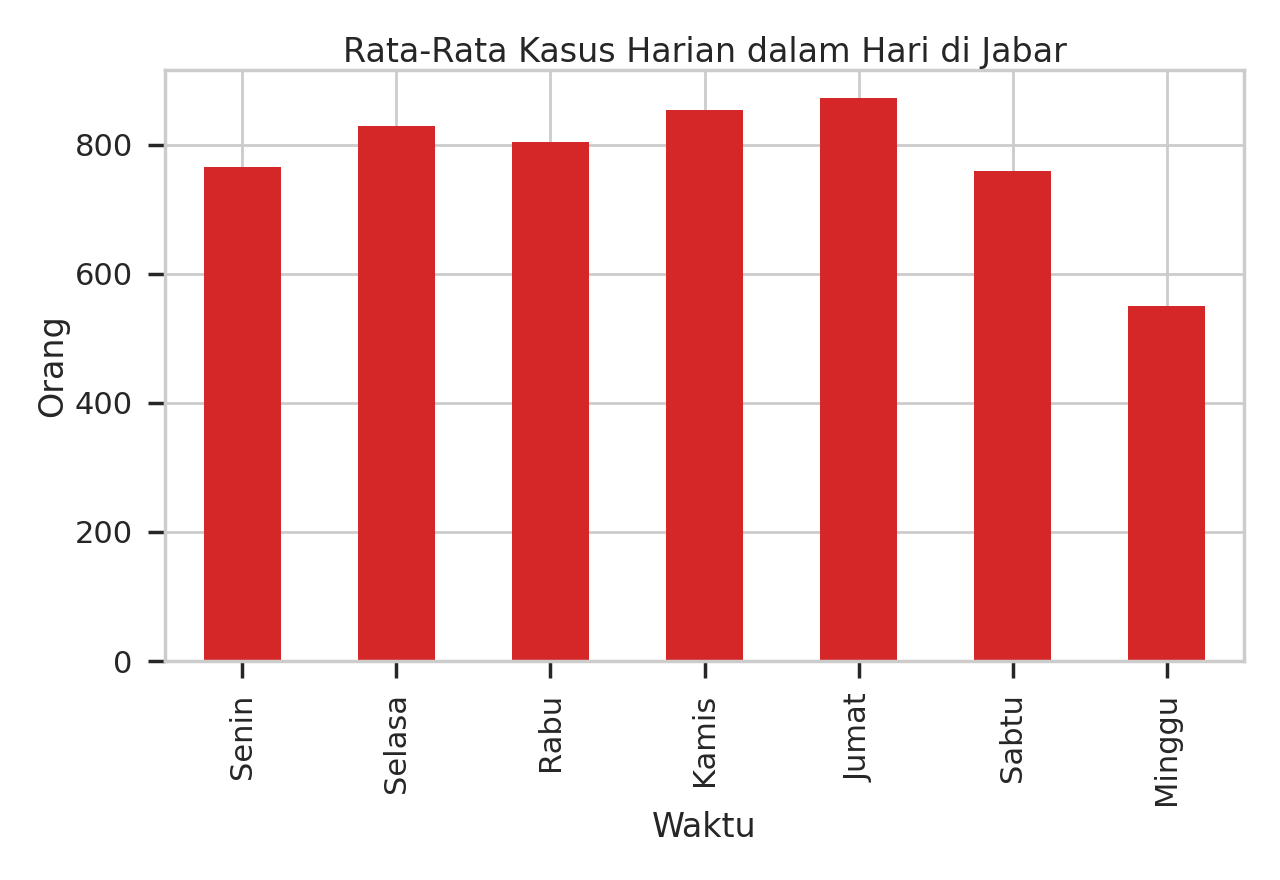 Rata-Rata Kasus Harian dalam Hari di Jabar
Orang
800
600
400
200
0
Senin
Selasa
Rabu
Kamis
Jumat
Sabtu
Minggu
Waktu